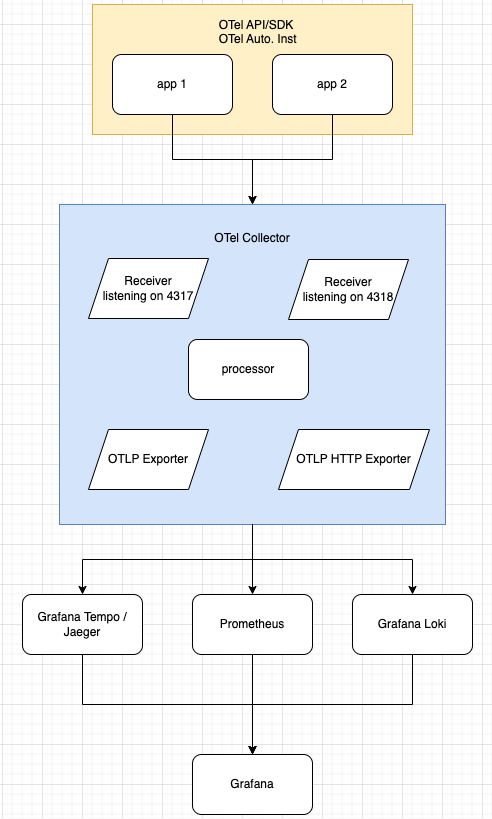 OTel API/SDK
OTel Auto. Inst
app 1
app 2
OTel Collector
Receiver
listening on 4317
Receiver
listening on 4318
processor
OTLP Exporter
OTLP HTTP Exporter
Grafana Tempo /
Jaeger
Prometheus
Grafana Loki
Grafana